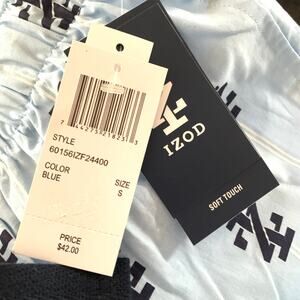 STYLE
60156IZF24400
COLOR
BLUE
SIZE
S
PRICE
$42.00
IZOD
SOFT TOUCH